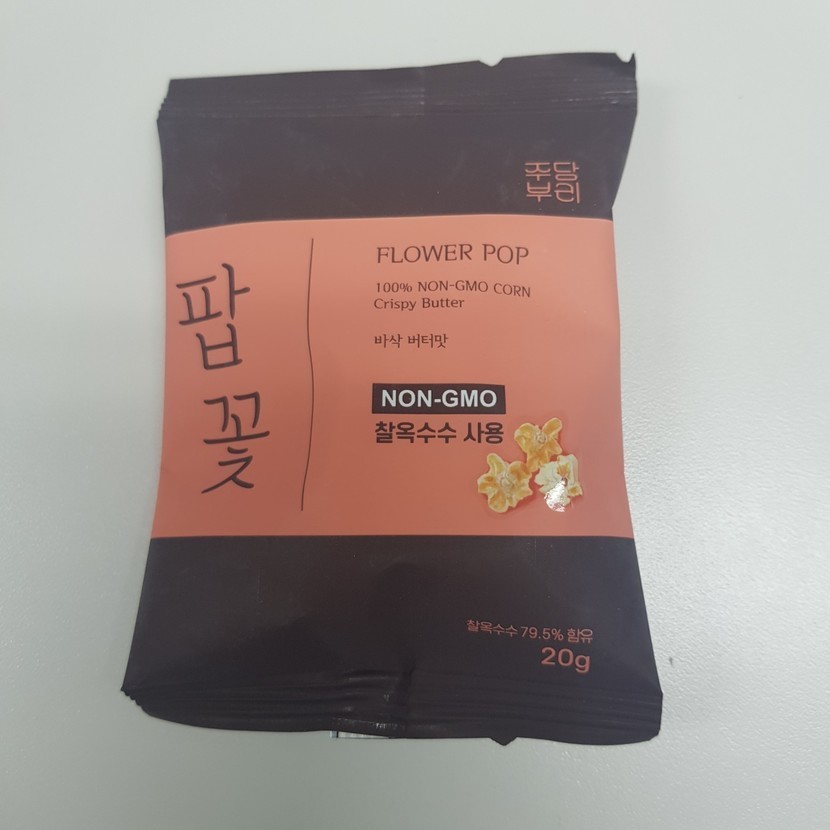 주당
부리
팝꽃
FLOWER POP
100% NON-GMO CORN
Crispy Butter
바삭 버터맛
NON-GMO
찰옥수수 사용
찰옥수수 79.5% 함유
20g